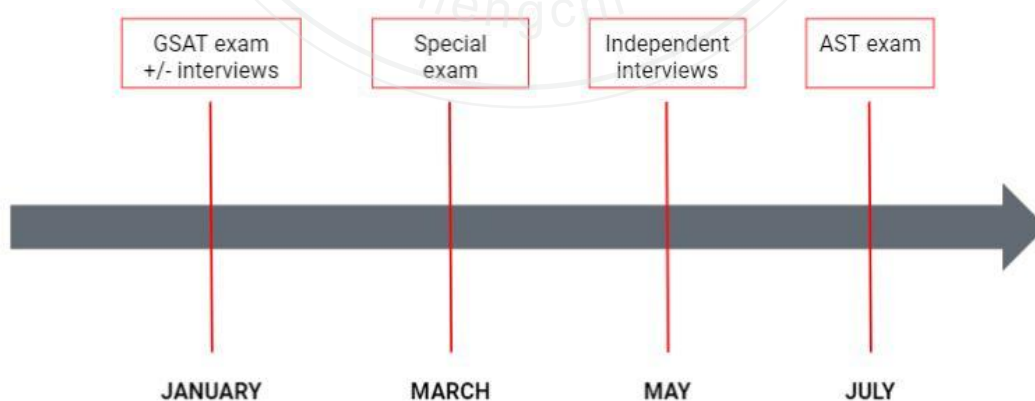 GSAT exam
+/- interviews
Special
exam
Independent
interviews
AST exam
JANUARY
MARCH
MAY
JULY